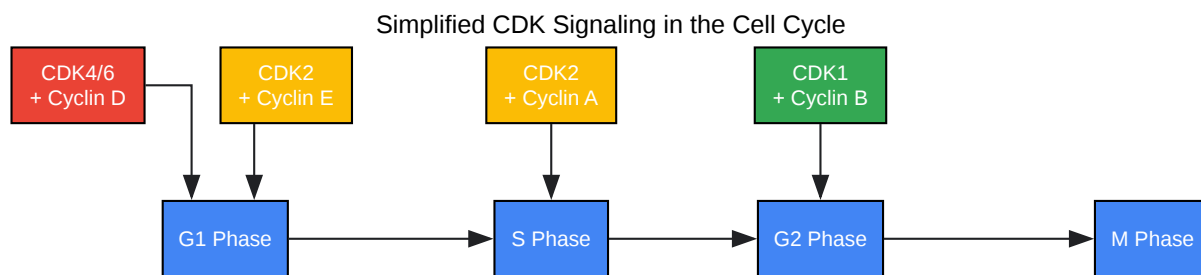 Simplified CDK Signaling in the Cell Cycle
CDK4/6
+ Cyclin D
CDK2
+ Cyclin E
CDK2
+ Cyclin A
CDK1
+ Cyclin B
G1 Phase
S Phase
G2 Phase
M Phase